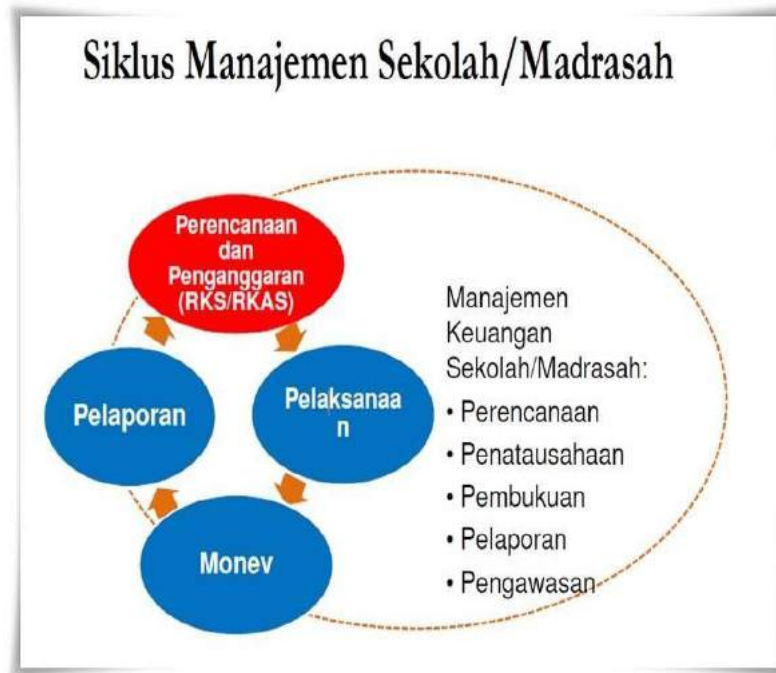 Siklus Manajemen Sekolah/Madrasah
Perencanaan
dan
Penganggaran
(RKS/RKAS)
Pelaksanaa
n
Monev
Pelaporan
Manajemen
Keuangan
Sekolah/Madrasah:
• Perencanaan
• Penatausahaan
• Pembukuan
• Pelaporan
• Pengawasan